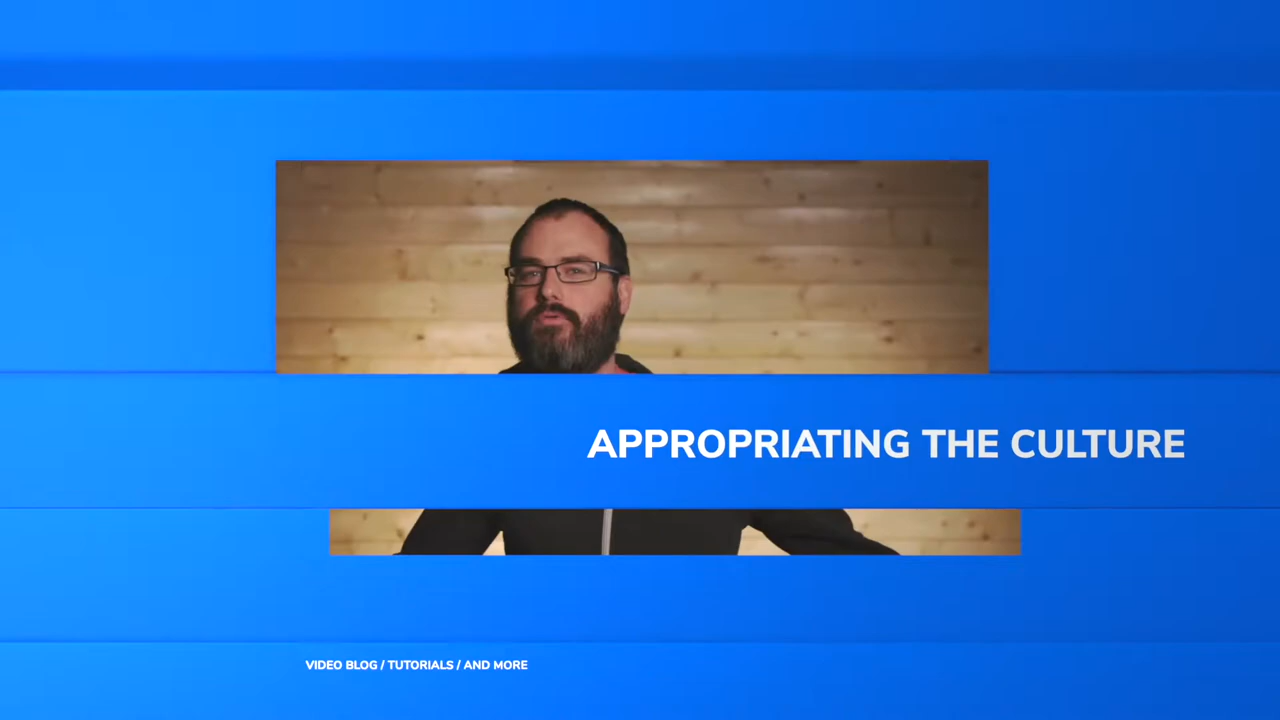 APPROPRIATING THE CULTURE
VIDEO BLOG / TUTORIALS / AND MORE